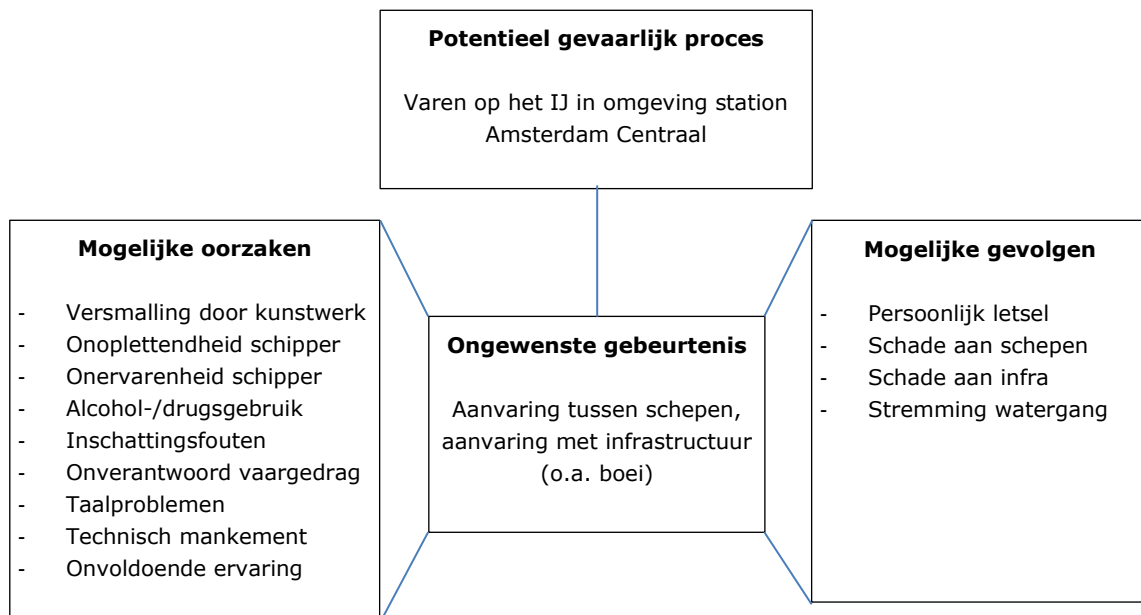 Potentieel gevaarlijk proces
Varen op het IJ in omgeving station
Amsterdam Centraal
Mogelijke oorzaken
- Versmalling door kunstwerk
- Onoplettendheid schipper
- Onervarenheid schipper
- Alcohol-/drugsgebruik
- Inschattingsfouten
- Onverantwoord vaargedrag
- Taalproblemen
- Technisch mankement
- Onvoldoende ervaring
Ongewenste gebeurtenis
Aanvaring tussen schepen,
aanvaring met infrastructuur
(o.a. boei)
Mogelijke gevolgen
- Persoonlijk letsel
- Schade aan schepen
- Schade aan infra
- Stremming watergang